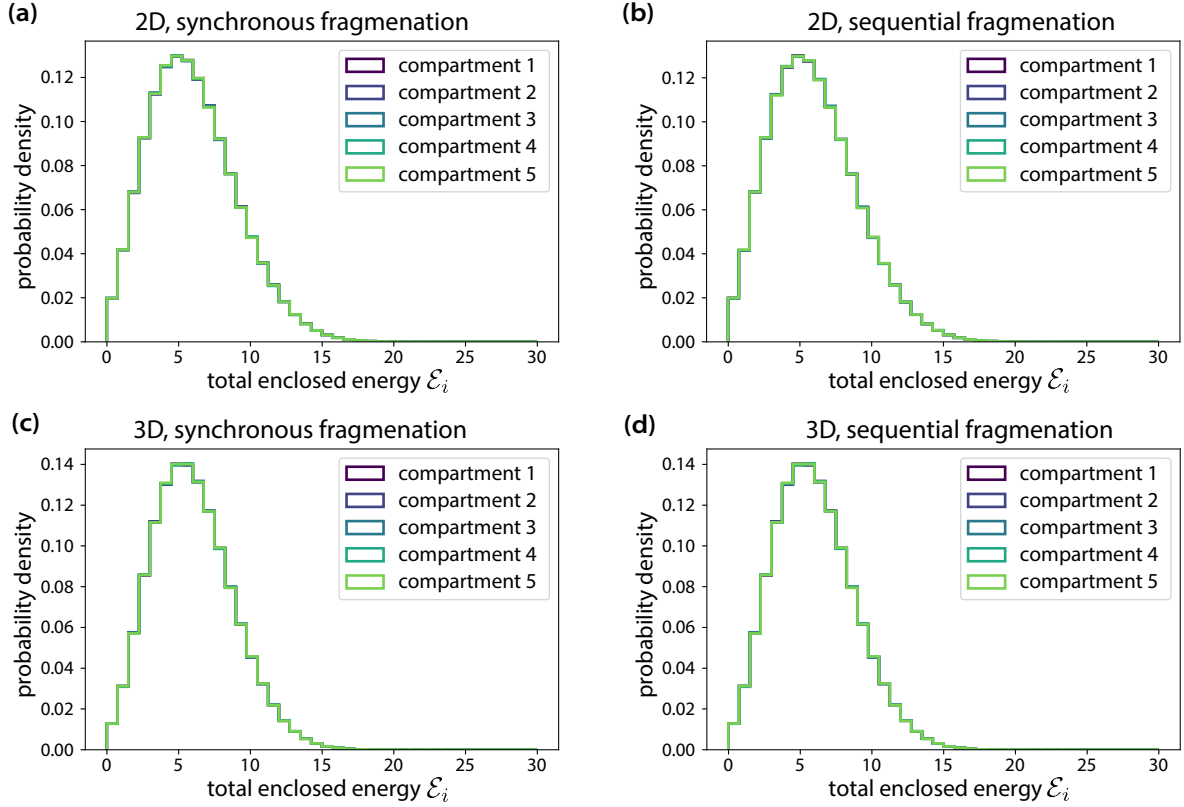 (a)
2D, synchronous fragmenation
probability density
0.12
0.10
0.08
0.06
0.04
0.02
0.00
compartment 1
compartment 2
compartment 3
compartment 4
compartment 5
0 5 10 15 20 25 30
total enclosed energy ℰᵢ
(b)
2D, sequential fragmenation
probability density
0.12
0.10
0.08
0.06
0.04
0.02
0.00
compartment 1
compartment 2
compartment 3
compartment 4
compartment 5
0 5 10 15 20 25 30
total enclosed energy ℰᵢ
(c)
3D, synchronous fragmenation
probability density
0.14
0.12
0.10
0.08
0.06
0.04
0.02
0.00
compartment 1
compartment 2
compartment 3
compartment 4
compartment 5
0 5 10 15 20 25 30
total enclosed energy ℰᵢ
(d)
3D, sequential fragmenation
probability density
0.14
0.12
0.10
0.08
0.06
0.04
0.02
0.00
compartment 1
compartment 2
compartment 3
compartment 4
compartment 5
0 5 10 15 20 25 30
total enclosed energy ℰᵢ